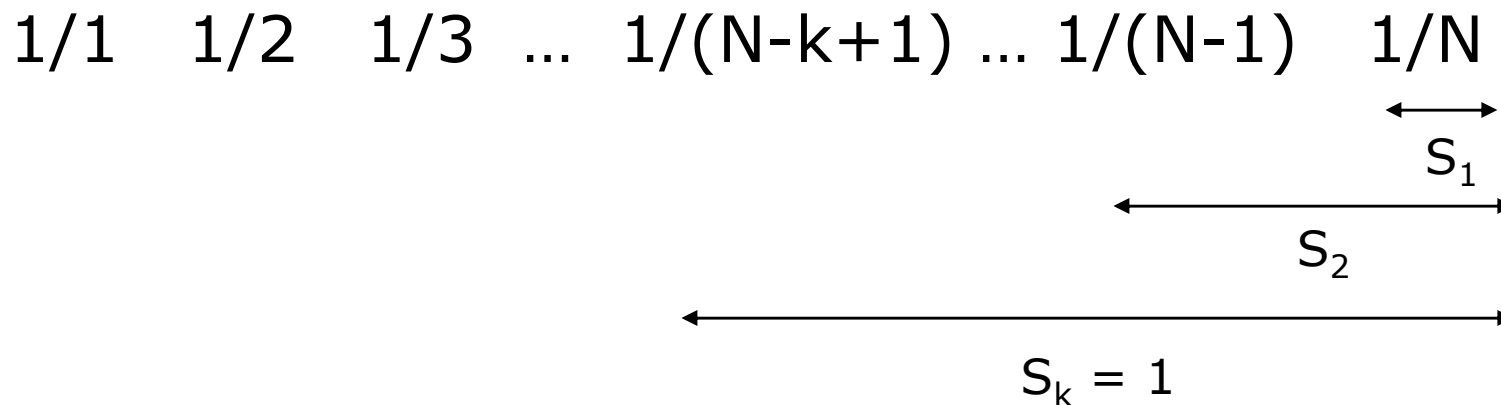 1/1 1/2 1/3 ... 1/(N-k+1) ... 1/(N-1) 1/N
S₁
S₂
Sₖ = 1